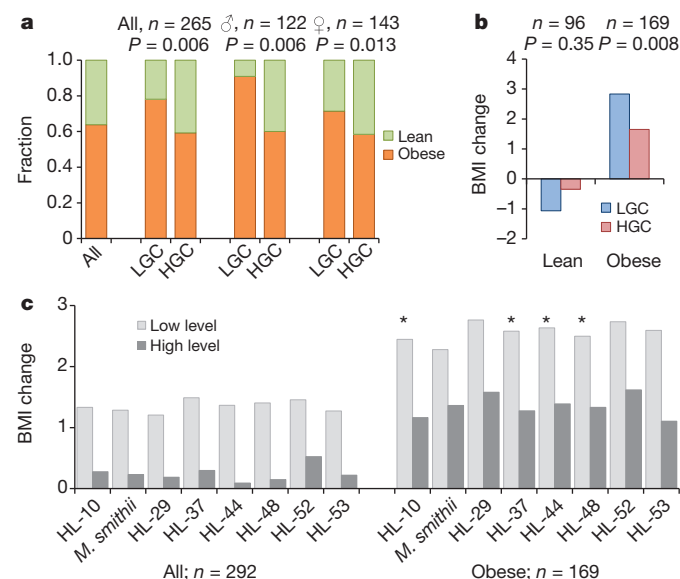 a
All, n = 265 ♂, n = 122 ♀, n = 143
P = 0.006 P = 0.006 P = 0.013
1.0
0.8
0.6
0.4
0.2
0
Fraction
Lean
Obese
All LGC HGC LGC HGC LGC HGC
b
n = 96 n = 169
P = 0.35 P = 0.008
4
3
2
1
0
−1
−2
BMI change
LGC
HGC
Lean Obese
c
3
2
1
0
BMI change
Low level
High level
* * * *
HL-10 M. smithii HL-29 HL-37 HL-44 HL-48 HL-52 HL-53 HL-10 M. smithii HL-29 HL-37 HL-44 HL-48 HL-52 HL-53
All; n = 292 Obese; n = 169